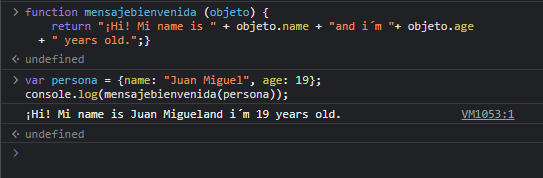 > function mensajebienvenida (objeto) {
return "¡Hi! Mi name is " + objeto.name + "and i´m "+ objeto.age
+ " years old.";}
undefined
> var persona = {name: "Juan Miguel", age: 19};
console.log(mensajebienvenida(persona));
¡Hi! Mi name is Juan Migueland i´m 19 years old. VM1053:1
undefined
>